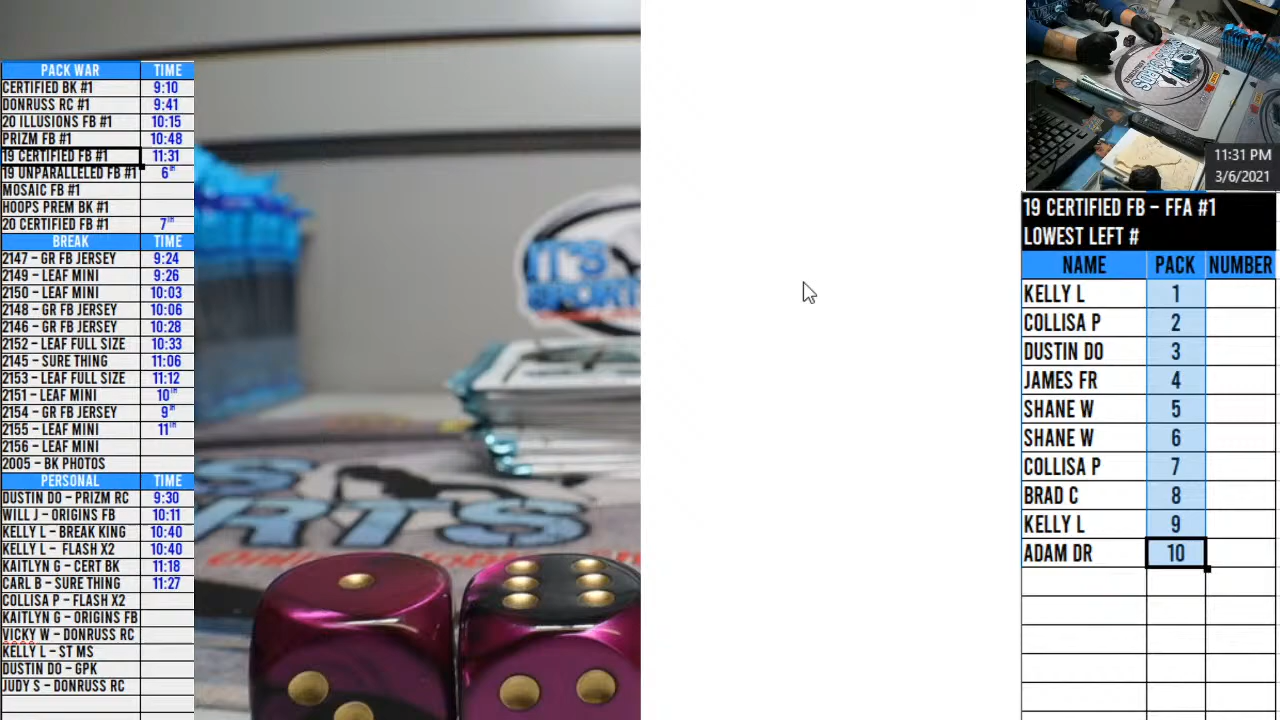 PACK WAR TIME
CERTIFIED BK #1 9:10
DONRUSS RC #1 9:41
20 ILLUSIONS FB #1 10:15
PRIZM FB #1 10:48
19 CERTIFIED FB #1 11:31
19 UNPARALLELED FB #1 6TH
MOSAIC FB #1
HOOPS PREM BK #1
20 CERTIFIED FB #1 7TH
BREAK TIME
2147 - GR FB JERSEY 9:24
2149 - LEAF MINI 9:26
2150 - LEAF MINI 10:03
2148 - GR FB JERSEY 10:06
2146 - GR FB JERSEY 10:28
2152 - LEAF FULL SIZE 10:33
2145 - SURE THING 11:06
2153 - LEAF FULL SIZE 11:12
2151 - LEAF MINI 10TH
2154 - GR FB JERSEY 9TH
2155 - LEAF MINI 11TH
2156 - LEAF MINI
2005 - BK PHOTOS
PERSONAL TIME
DUSTIN DO - PRIZM RC 9:30
WILL J - ORIGINS FB 10:11
KELLY L - BREAK KING 10:40
KELLY L - FLASH X2 10:40
KAITLYN G - CERT BK 11:18
CARL B - SURE THING 11:27
COLLISA P - FLASH X2
KAITLYN G - ORIGINS FB
VICKY W - DONRUSS RC
KELLY L - ST MS
DUSTIN DO - GPK
JUDY S - DONRUSS RC
IT'S
SPORT
11:31 PM
3/6/2021
19 CERTIFIED FB - FFA #1
LOWEST LEFT #
NAME PACK NUMBER
KELLY L 1
COLLISA P 2
DUSTIN DO 3
JAMES FR 4
SHANE W 5
SHANE W 6
COLLISA P 7
BRAD C 8
KELLY L 9
ADAM DR 10